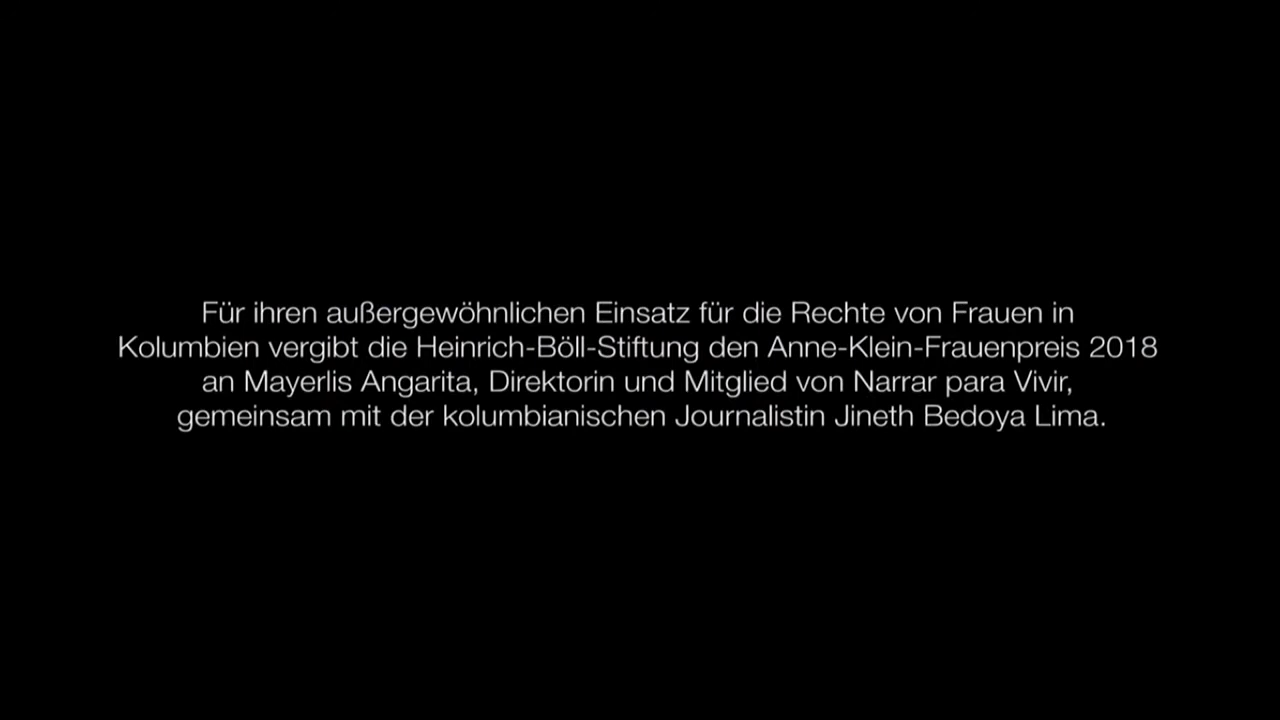 Für ihren außergewöhnlichen Einsatz für die Rechte von Frauen in
Kolumbien vergibt die Heinrich-Böll-Stiftung den Anne-Klein-Frauenpreis 2018
an Mayerlis Angarita, Direktorin und Mitglied von Narrar para Vivir,
gemeinsam mit der kolumbianischen Journalistin Jineth Bedoya Lima.